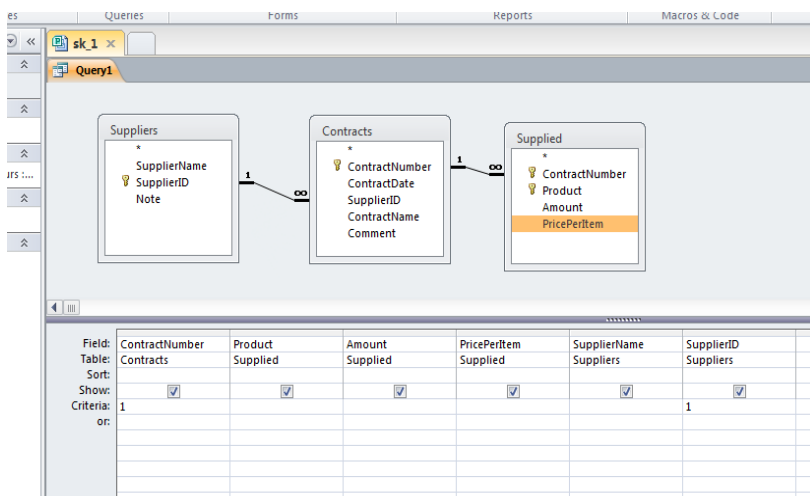 es Queries Forms Reports Macros & Code
« sk_1
Query1
Suppliers
*
SupplierName
SupplierID
Note
Contracts
*
ContractNumber
ContractDate
SupplierID
ContractName
Comment
Supplied
*
ContractNumber
Product
Amount
PricePerItem
1 ∞
1 ∞
urs :...
Field: ContractNumber Product Amount PricePerItem SupplierName SupplierID
Table: Contracts Supplied Supplied Supplied Suppliers Suppliers
Sort:
Show:
Criteria: 1 1
or: